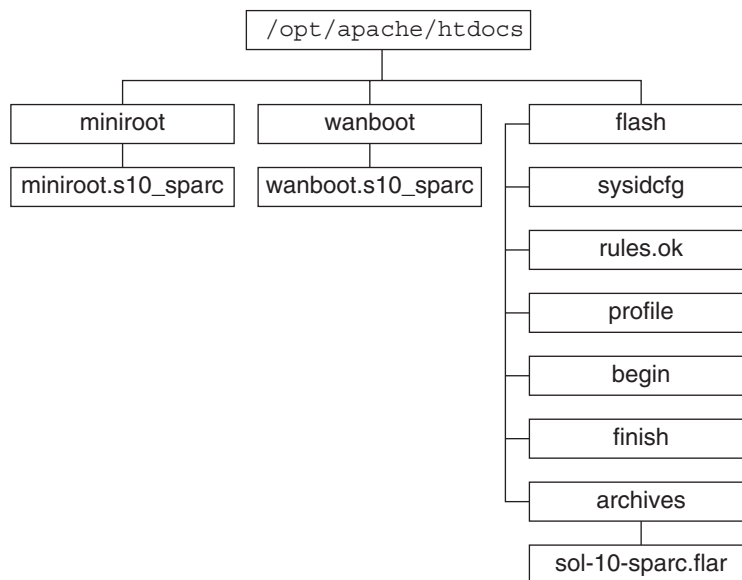 /opt/apache/htdocs
miniroot
wanboot
flash
miniroot.s10_sparc
wanboot.s10_sparc
sysidcfg
rules.ok
profile
begin
finish
archives
sol-10-sparc.flar